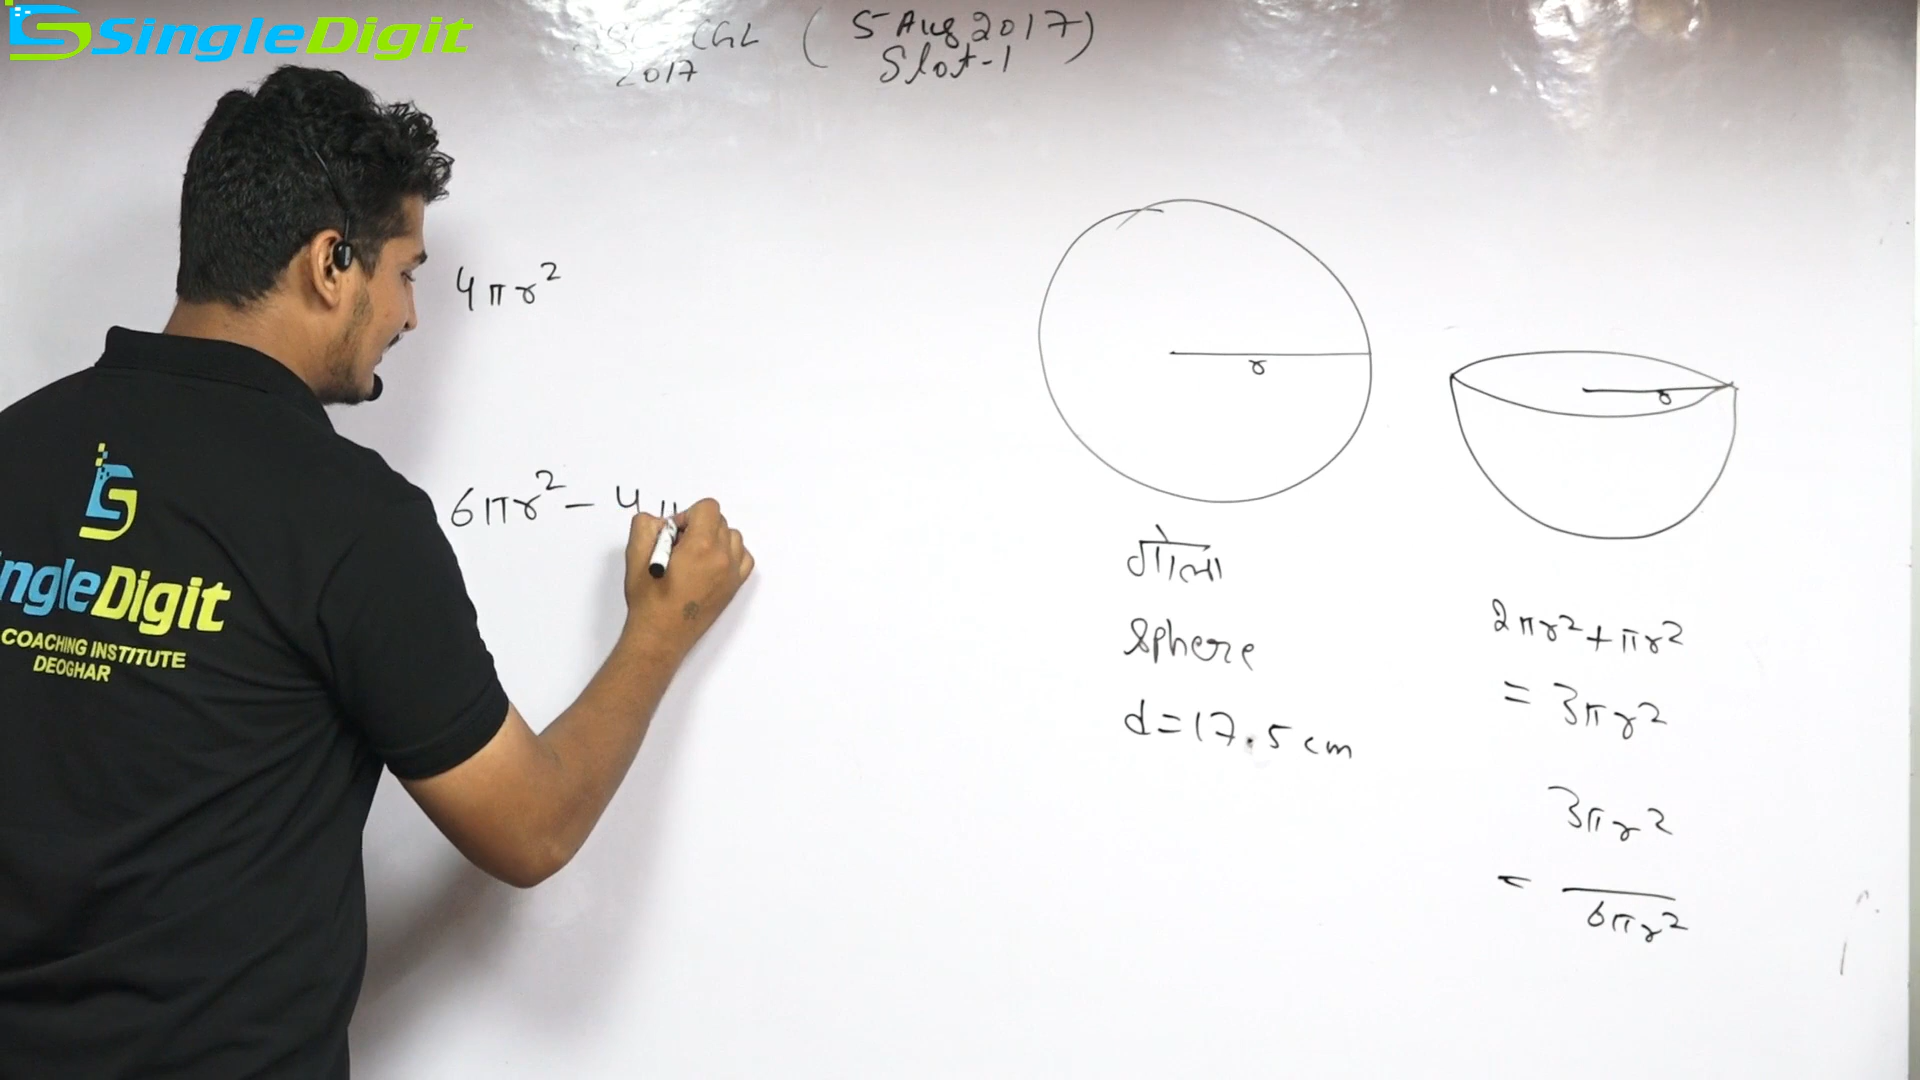 SingleDigit
SSC CGL (5 Aug 2017)
2017 Slot-1
4πr²
6πr² - 4π
r
r
गोला
Sphere
d=17.5 cm
2πr²+πr²
= 3πr²
3πr²
=
6πr²
ingleDigit
COACHING INSTITUTE
DEOGHAR